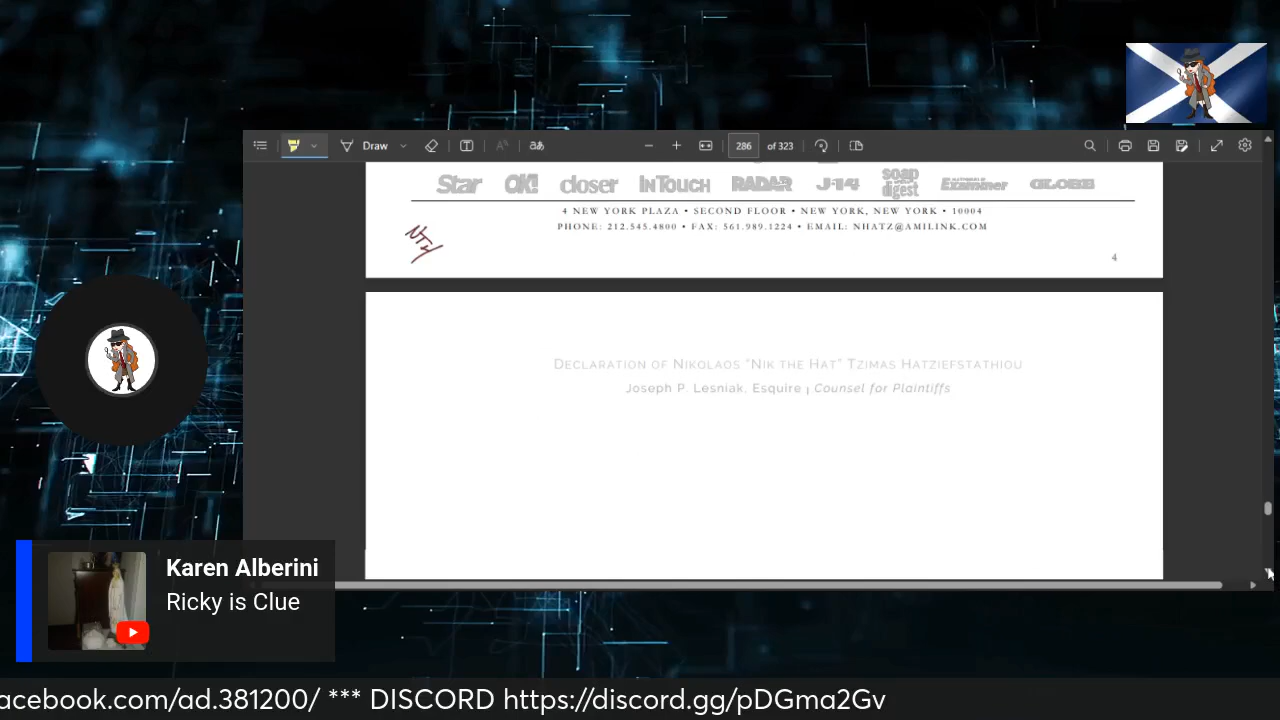 Draw
286 of 323
Star OK! closer INTOUCH RADAR J-14 soap digest Examiner GLOBE
4 NEW YORK PLAZA • SECOND FLOOR • NEW YORK, NEW YORK • 10004
PHONE: 212.545.4800 • FAX: 561.989.1224 • EMAIL: NHATZ@AMILINK.COM
4
DECLARATION OF NIKOLAOS "NIK THE HAT" TZIMAS HATZIEFSTATHIOU
Joseph P. Lesniak, Esquire | Counsel for Plaintiffs
Karen Alberini
Ricky is Clue
acebook.com/ad.381200/ *** DISCORD https://discord.gg/pDGma2Gv